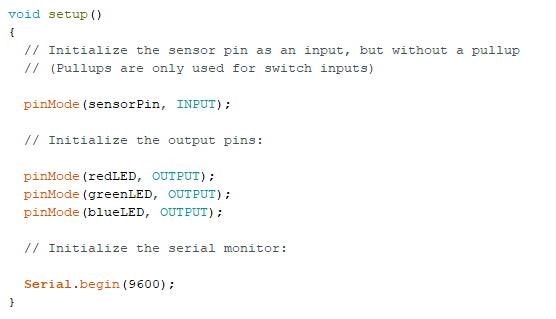 void setup()
{
  // Initialize the sensor pin as an input, but without a pullup
  // (Pullups are only used for switch inputs)
  pinMode(sensorPin, INPUT);
  // Initialize the output pins:
  pinMode(redLED, OUTPUT);
  pinMode(greenLED, OUTPUT);
  pinMode(blueLED, OUTPUT);
  // Initialize the serial monitor:
  Serial.begin(9600);
}